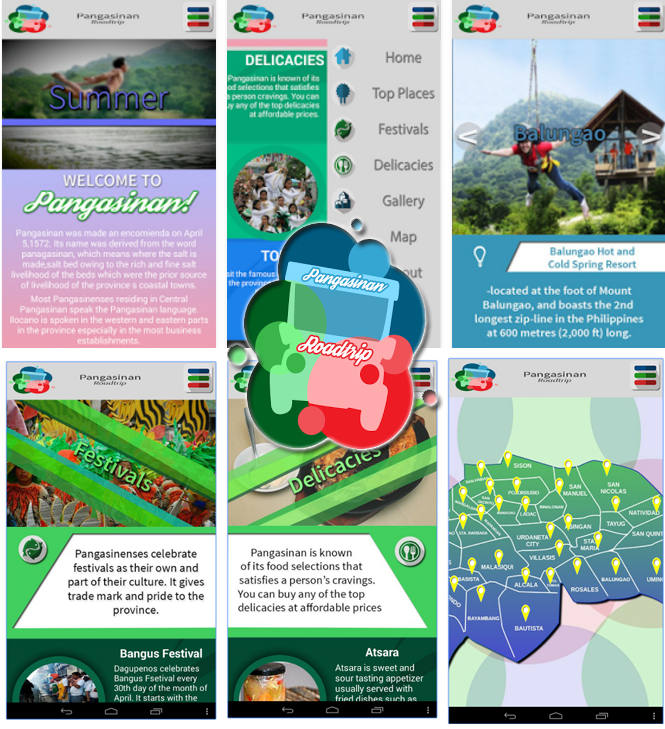 Pangasinan
Roadtrip
Summer
WELCOME TO
Pangasinan!
Pangasinan was made an encomienda on April
5,1572. Its name was derived from the word
panagasinan, which means where the salt is
made,salt bed owing to the rich and fine salt
livelihood of the beds which were the prior source
of livelihood of the province s coastal towns.
Most Pangasinenses residing in Central
Pangasinan speak the Pangasinan language.
Ilocano is spoken in the western and eastern parts
in the province especially in the most business
establishments.
DELICACIES
Pangasinan is known of its
od selections that satisfies
a person cravings. You can
uy any of the top delicacies
at affordable prices.
TO
sit the famous
the province
Home
Top Places
Festivals
Delicacies
Gallery
Map
out
Pangasinan
Roadtrip
Balungao
Balungao Hot and
Cold Spring Resort
-located at the foot of Mount
Balungao, and boasts the 2nd
longest zip-line in the Philippines
at 600 metres (2,000 ft) long.
Pangasinan
Roadtrip
Pangasinan
Roadtrip
Festivals
Pangasinenses celebrate
festivals as their own and
part of their culture. It gives
trade mark and pride to the
province.
Bangus Festival
Dagupenos celebrates
Bangus Fsetival every
30th day of the month of
April. It starts with the
Delicacies
Pangasinan is known
of its food selections that
satisfies a person's cravings.
You can buy any of the top
delicacies at affordable prices
Atsara
Atsara is sweet and
sour tasting appetizer
usually served with
fried dishes such as
Pangasinan
Roadtrip
SISON
POZORRUBIO
SAN
MANUEL
SAN
NICOLAS
LAOAC
BINALONAN
NATIVIDAD
STA. BARBARA
URDANETA
CITY
TAYUG
SAN QUINT
STA
MARIA
VILLASIS
MALASIQUI
BASISTA
ALCALA
ROSALES
BALUNGAO
UMIN
BAYAMBANG
BAUTISTA